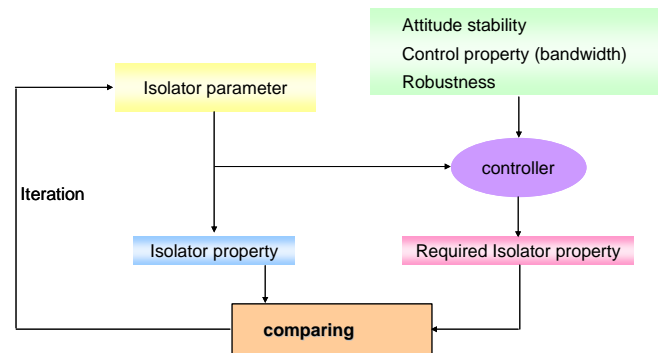 Attitude stability
Control property (bandwidth)
Robustness
Isolator parameter
controller
Iteration
Isolator property
Required Isolator property
comparing